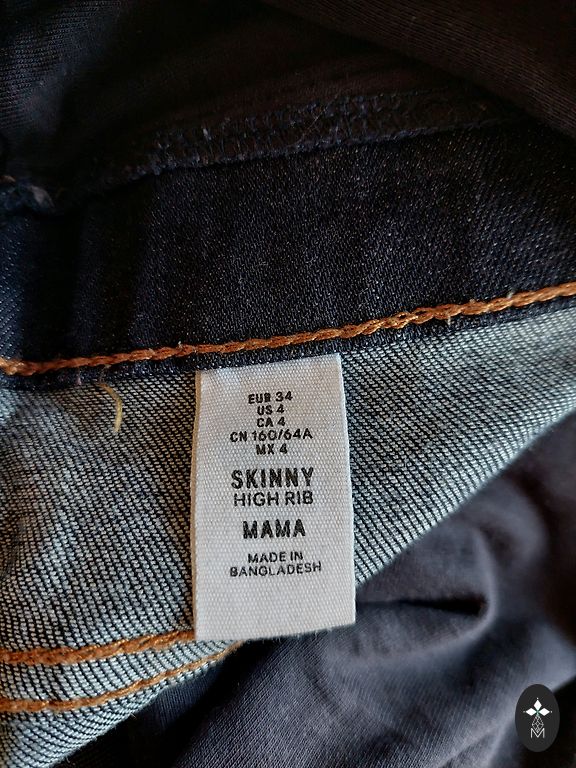 EUR 34
US 4
CA 4
CN 160/64A
MX 4
SKINNY
HIGH RIB
MAMA
MADE IN
BANGLADESH
M